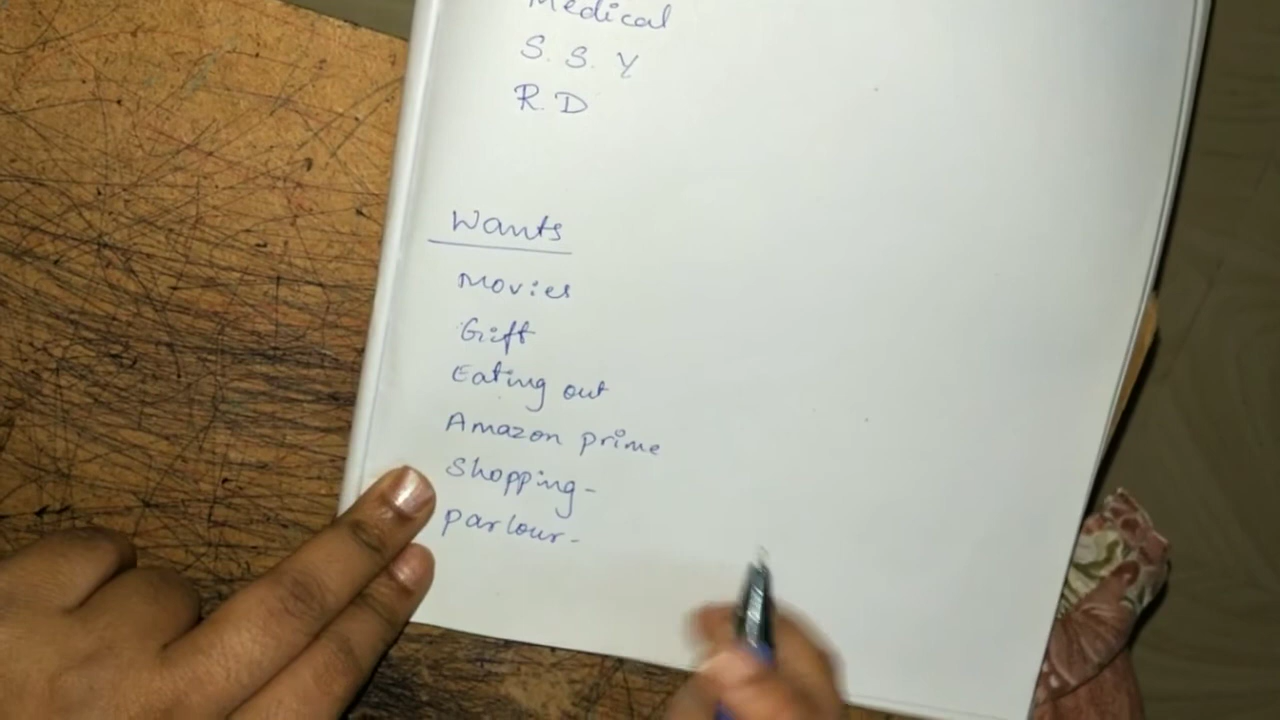 Medical
S. S. Y
R. D
Wants
Movies
Gift
Eating out
Amazon prime
Shopping -
parlour -